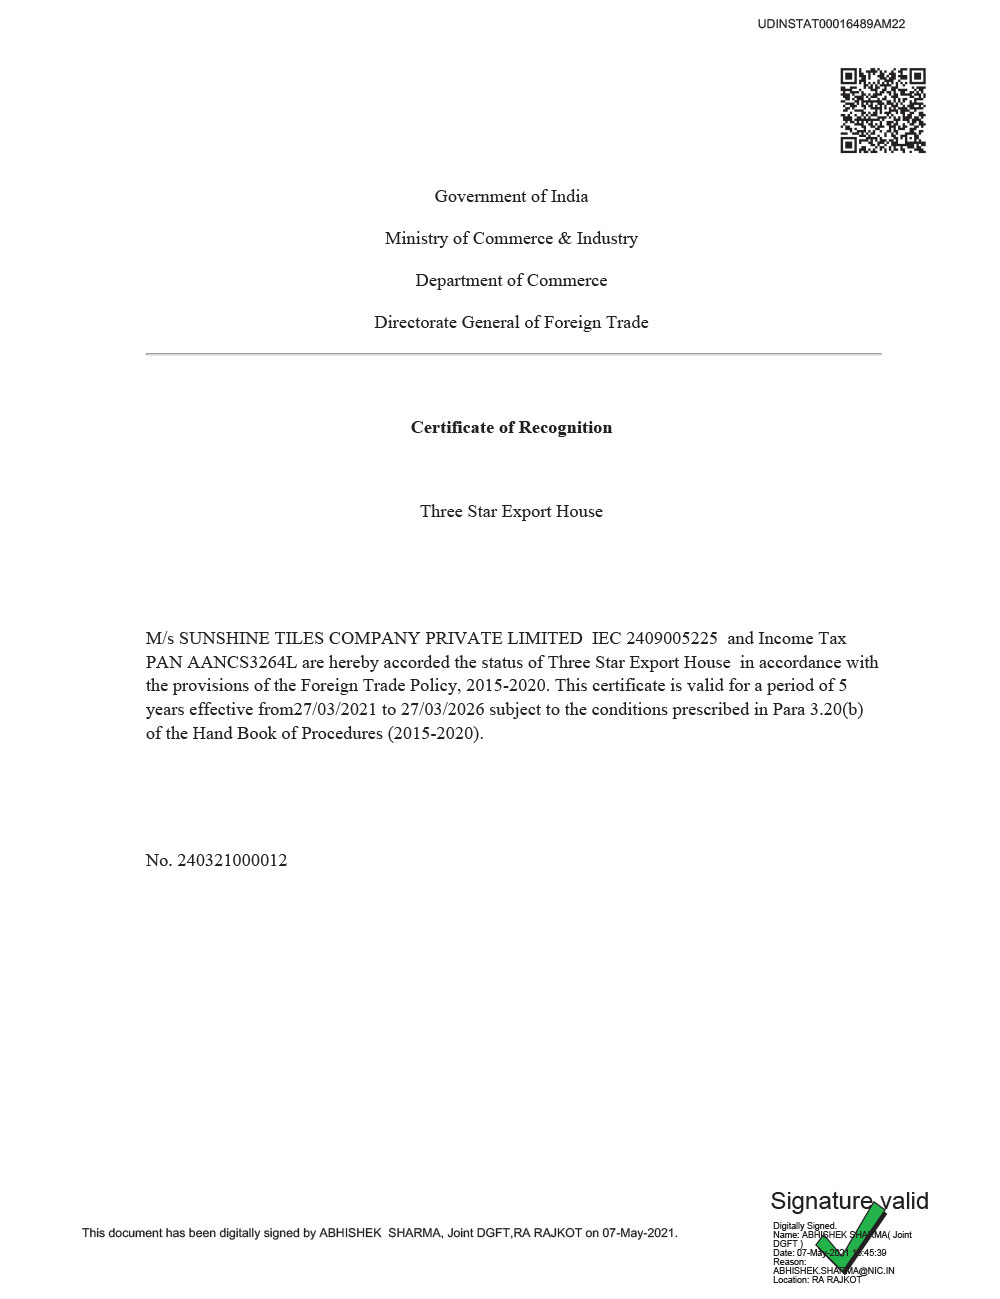 UDINSTAT00016489AM22
Government of India
Ministry of Commerce & Industry
Department of Commerce
Directorate General of Foreign Trade
Certificate of Recognition
Three Star Export House
M/s SUNSHINE TILES COMPANY PRIVATE LIMITED IEC 2409005225 and Income Tax
PAN AANCS3264L are hereby accorded the status of Three Star Export House in accordance with
the provisions of the Foreign Trade Policy, 2015-2020. This certificate is valid for a period of 5
years effective from27/03/2021 to 27/03/2026 subject to the conditions prescribed in Para 3.20(b)
of the Hand Book of Procedures (2015-2020).
No. 240321000012
This document has been digitally signed by ABHISHEK SHARMA, Joint DGFT,RA RAJKOT on 07-May-2021.
Signature valid
Digitally Signed.
Name: ABHISHEK SHARMA( Joint
DGFT )
Date: 07-May-2021
Reason:
ABHISHEK.SHARMA@NIC.IN
Location: RA RAJKOT